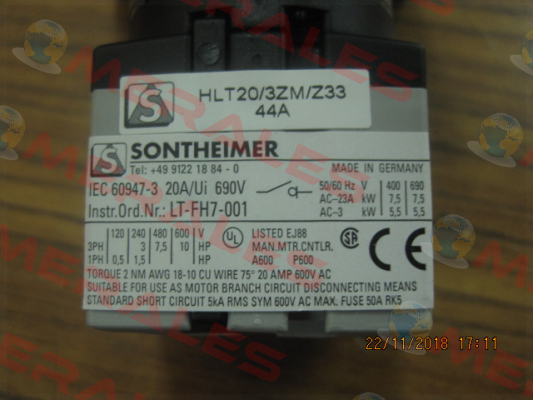 HLT20/3ZM/Z33
44A
S SONTHEIMER
Tel: +49 9122 18 84 - 0
MADE IN GERMANY
IEC 60947-3 20A/Ui 690V
50/60 Hz V 400 690
AC-23A kW 7,5 7,5
AC-3 kW 5,5 5,5
Instr.Ord.Nr.: LT-FH7-001
120 240 480 600 V
3PH 3 7,5 10 HP
1PH 0,5 1,5 HP
UL LISTED EJ88
MAN.MTR.CNTLR.
A600 P600
TORQUE 2 NM AWG 18-10 CU WIRE 75° 20 AMP 600V AC
SUITABLE FOR USE AS MOTOR BRANCH CIRCUIT DISCONNECTING MEANS
STANDARD SHORT CIRCUIT 5kA RMS SYM 600V AC MAX. FUSE 50A RK5
22/11/2018 17:11
MERALES